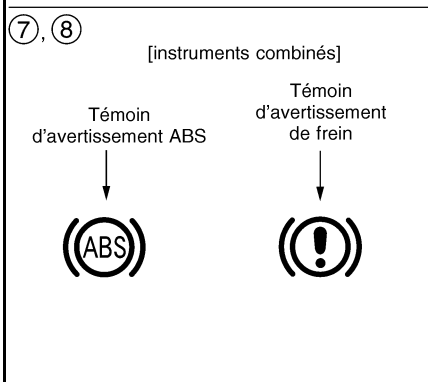 ⑦, ⑧
[instruments combinés]
Témoin
d'avertissement ABS
Témoin
d'avertissement
de frein
ABS
!